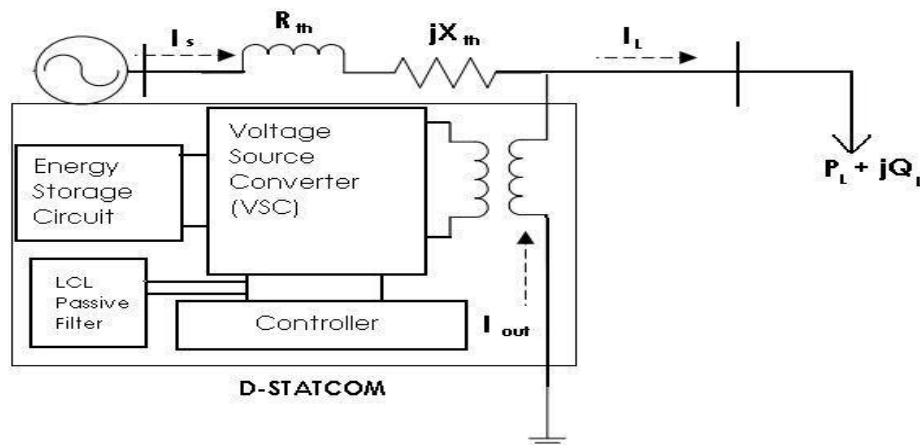 R th
jX th
I s
I L
Voltage
Source
Converter
(VSC)
Energy
Storage
Circuit
P L + jQ L
LCL
Passive
Filter
Controller
I out
D-STATCOM